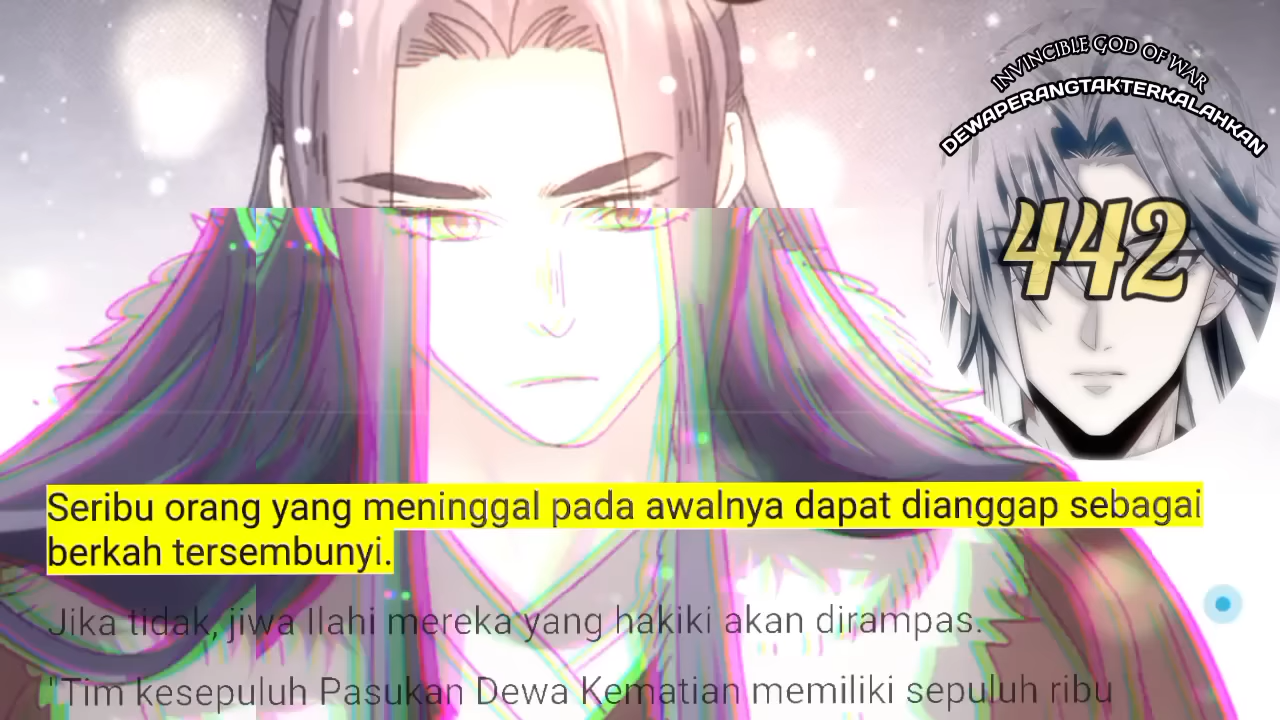 INVINCIBLE GOD OF WAR
DEWAPERANGTAKTERKALAHKAN
442
Seribu orang yang meninggal pada awalnya dapat dianggap sebagai
berkah tersembunyi.
Jika tidak, jiwa Ilahi mereka yang hakiki akan dirampas.
"Tim kesepuluh Pasukan Dewa Kematian memiliki sepuluh ribu